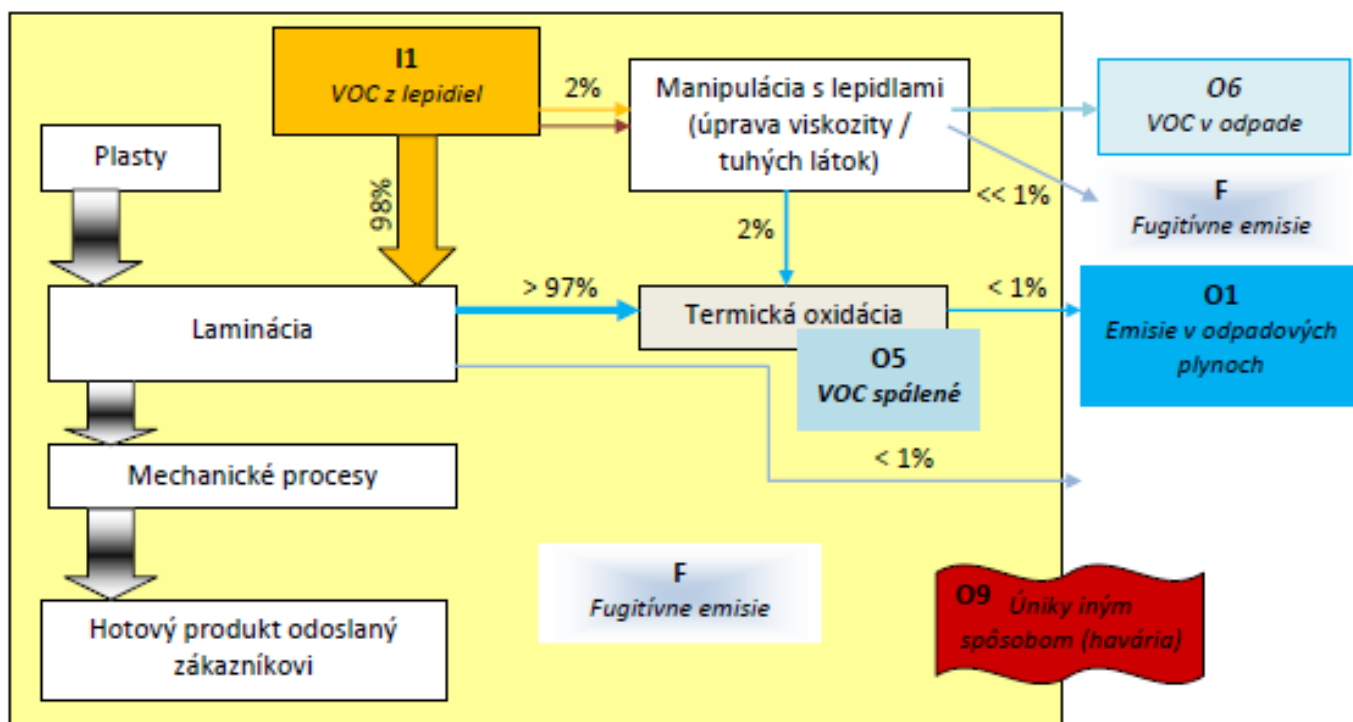 I1
VOC z lepidiel
2%
Manipulácia s lepidlami
(úprava viskozity /
tuhých látok)
O6
VOC v odpade
Plasty
98%
<< 1%
F
Fugitívne emisie
2%
> 97%
Laminácia
Termická oxidácia
< 1%
O1
Emisie v odpadových
plynoch
O5
VOC spálené
< 1%
Mechanické procesy
F
Fugitívne emisie
O9 Úniky iným
spôsobom (havária)
Hotový produkt odoslaný
zákazníkovi